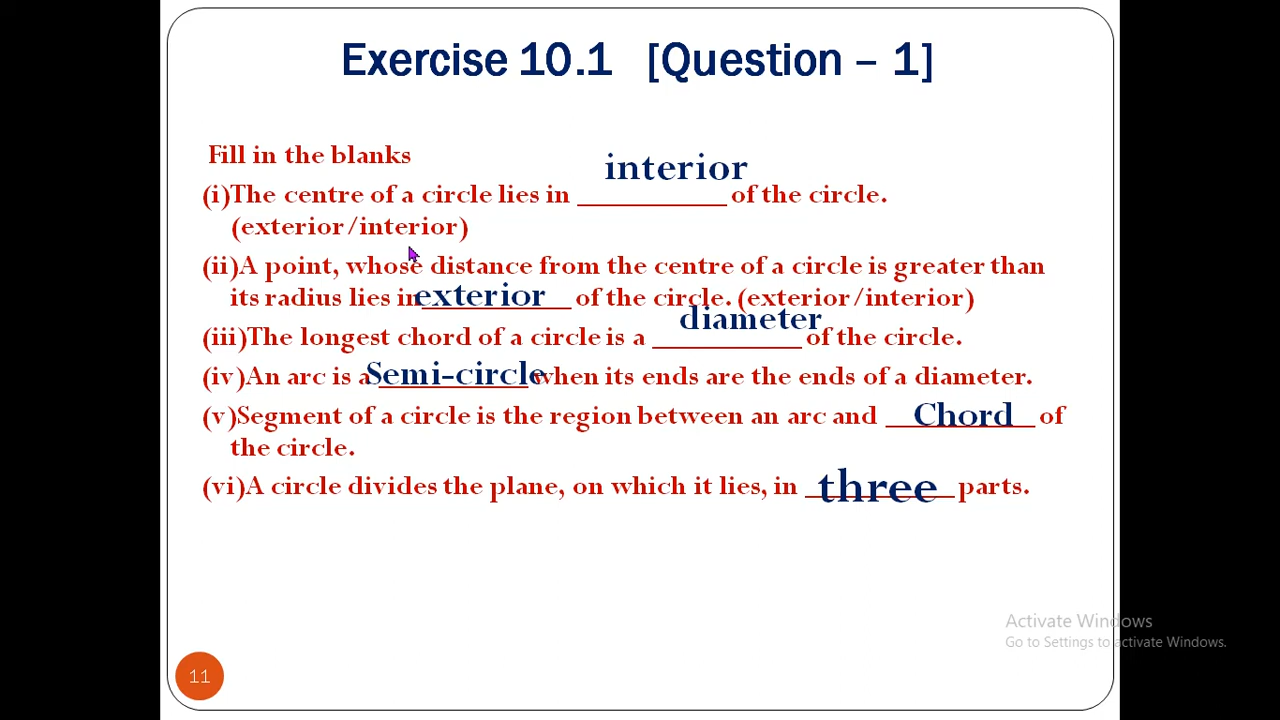 Exercise 10.1 [Question – 1]
Fill in the blanks
interior
(i)The centre of a circle lies in ____________ of the circle.
(exterior/interior)
(ii)A point, whose distance from the centre of a circle is greater than
its radius lies in exterior of the circle. (exterior/interior)
diameter
(iii)The longest chord of a circle is a ____________ of the circle.
(iv)An arc is a Semi-circle when its ends are the ends of a diameter.
(v)Segment of a circle is the region between an arc and Chord of
the circle.
(vi)A circle divides the plane, on which it lies, in three parts.
Activate Windows
Go to Settings to activate Windows.
11